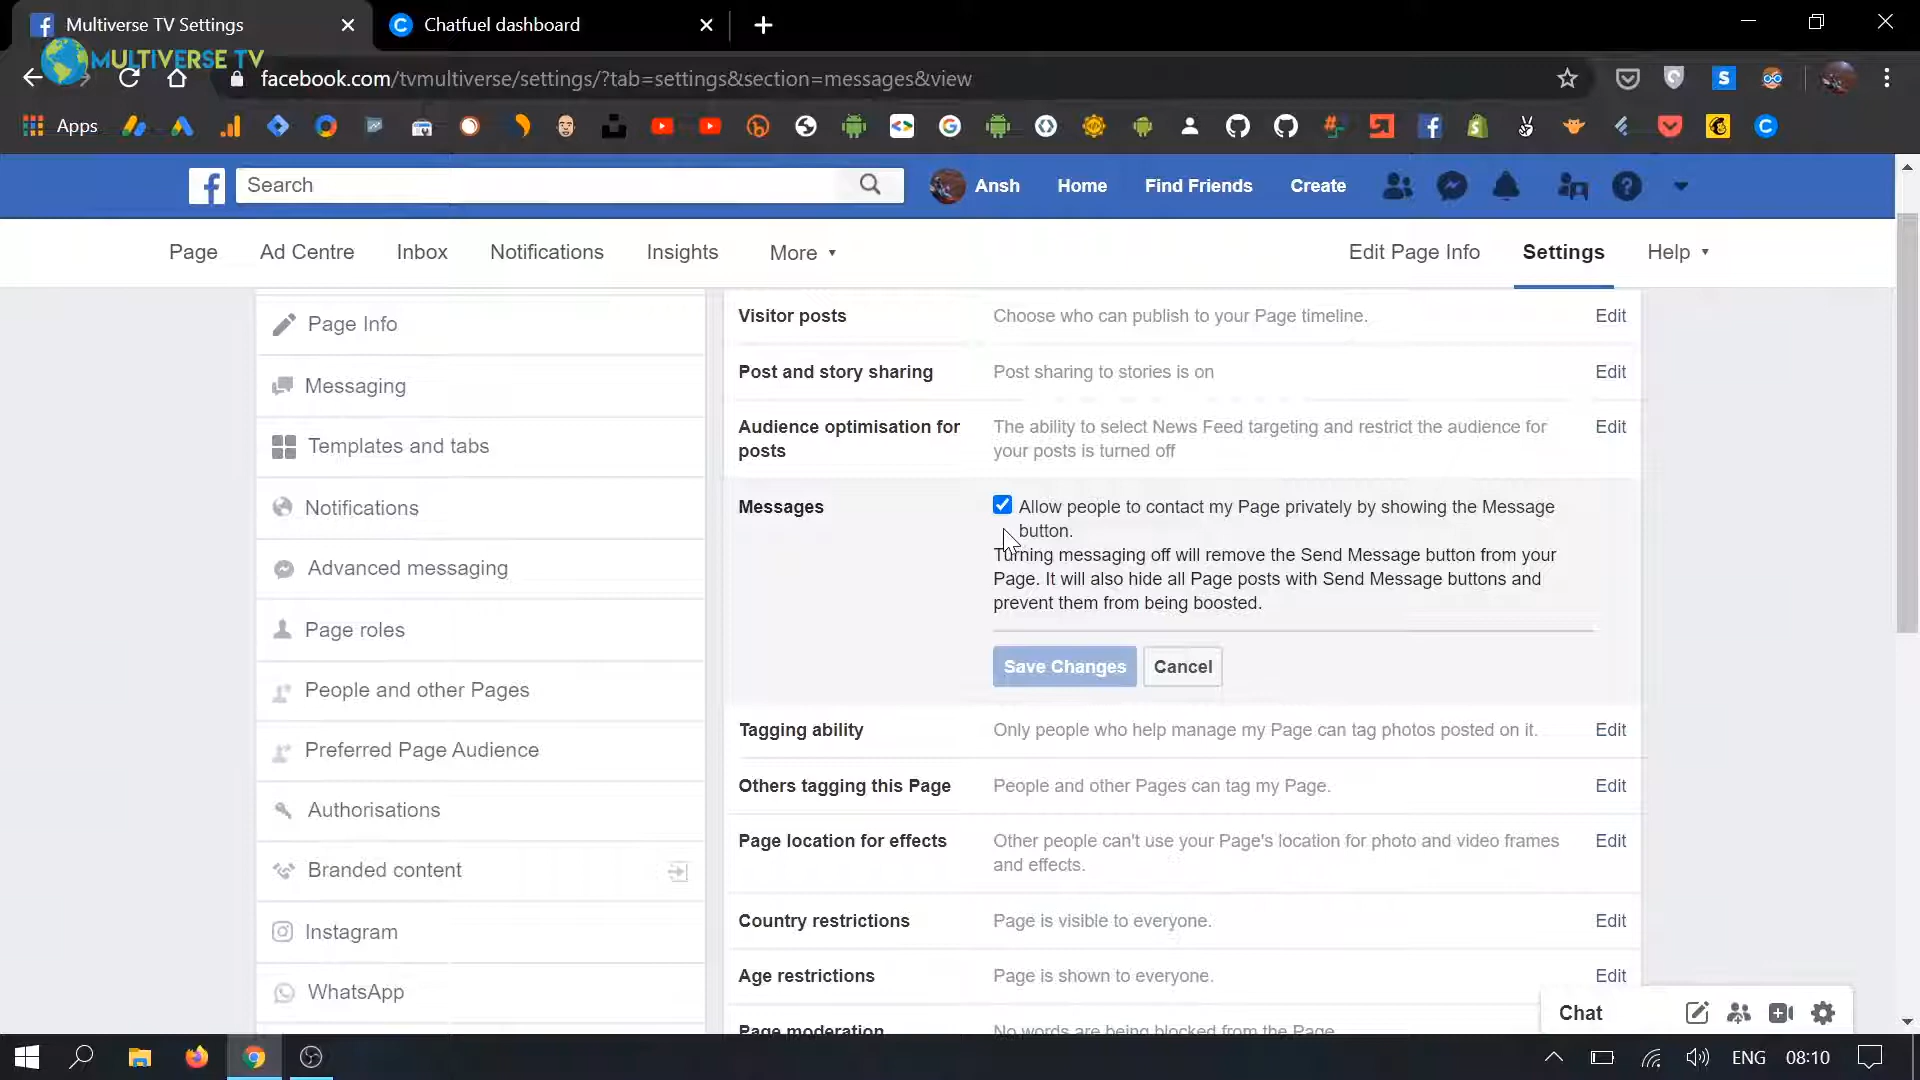 Multiverse TV Settings
Chatfuel dashboard
MULTIVERSE TV
facebook.com/tvmultiverse/settings/?tab=settings&section=messages&view
Apps
Search
Ansh
Home
Find Friends
Create
Page
Ad Centre
Inbox
Notifications
Insights
More
Edit Page Info
Settings
Help
Page Info
Messaging
Templates and tabs
Notifications
Advanced messaging
Page roles
People and other Pages
Preferred Page Audience
Authorisations
Branded content
Instagram
WhatsApp
Visitor posts
Choose who can publish to your Page timeline.
Edit
Post and story sharing
Post sharing to stories is on
Edit
Audience optimisation for
posts
The ability to select News Feed targeting and restrict the audience for
your posts is turned off
Edit
Messages
Allow people to contact my Page privately by showing the Message
button.
Turning messaging off will remove the Send Message button from your
Page. It will also hide all Page posts with Send Message buttons and
prevent them from being boosted.
Save Changes
Cancel
Tagging ability
Only people who help manage my Page can tag photos posted on it.
Edit
Others tagging this Page
People and other Pages can tag my Page.
Edit
Page location for effects
Other people can't use your Page's location for photo and video frames
and effects.
Edit
Country restrictions
Page is visible to everyone.
Edit
Age restrictions
Page is shown to everyone.
Edit
Page moderation
No words are being blocked from the Page
Chat
ENG
08:10